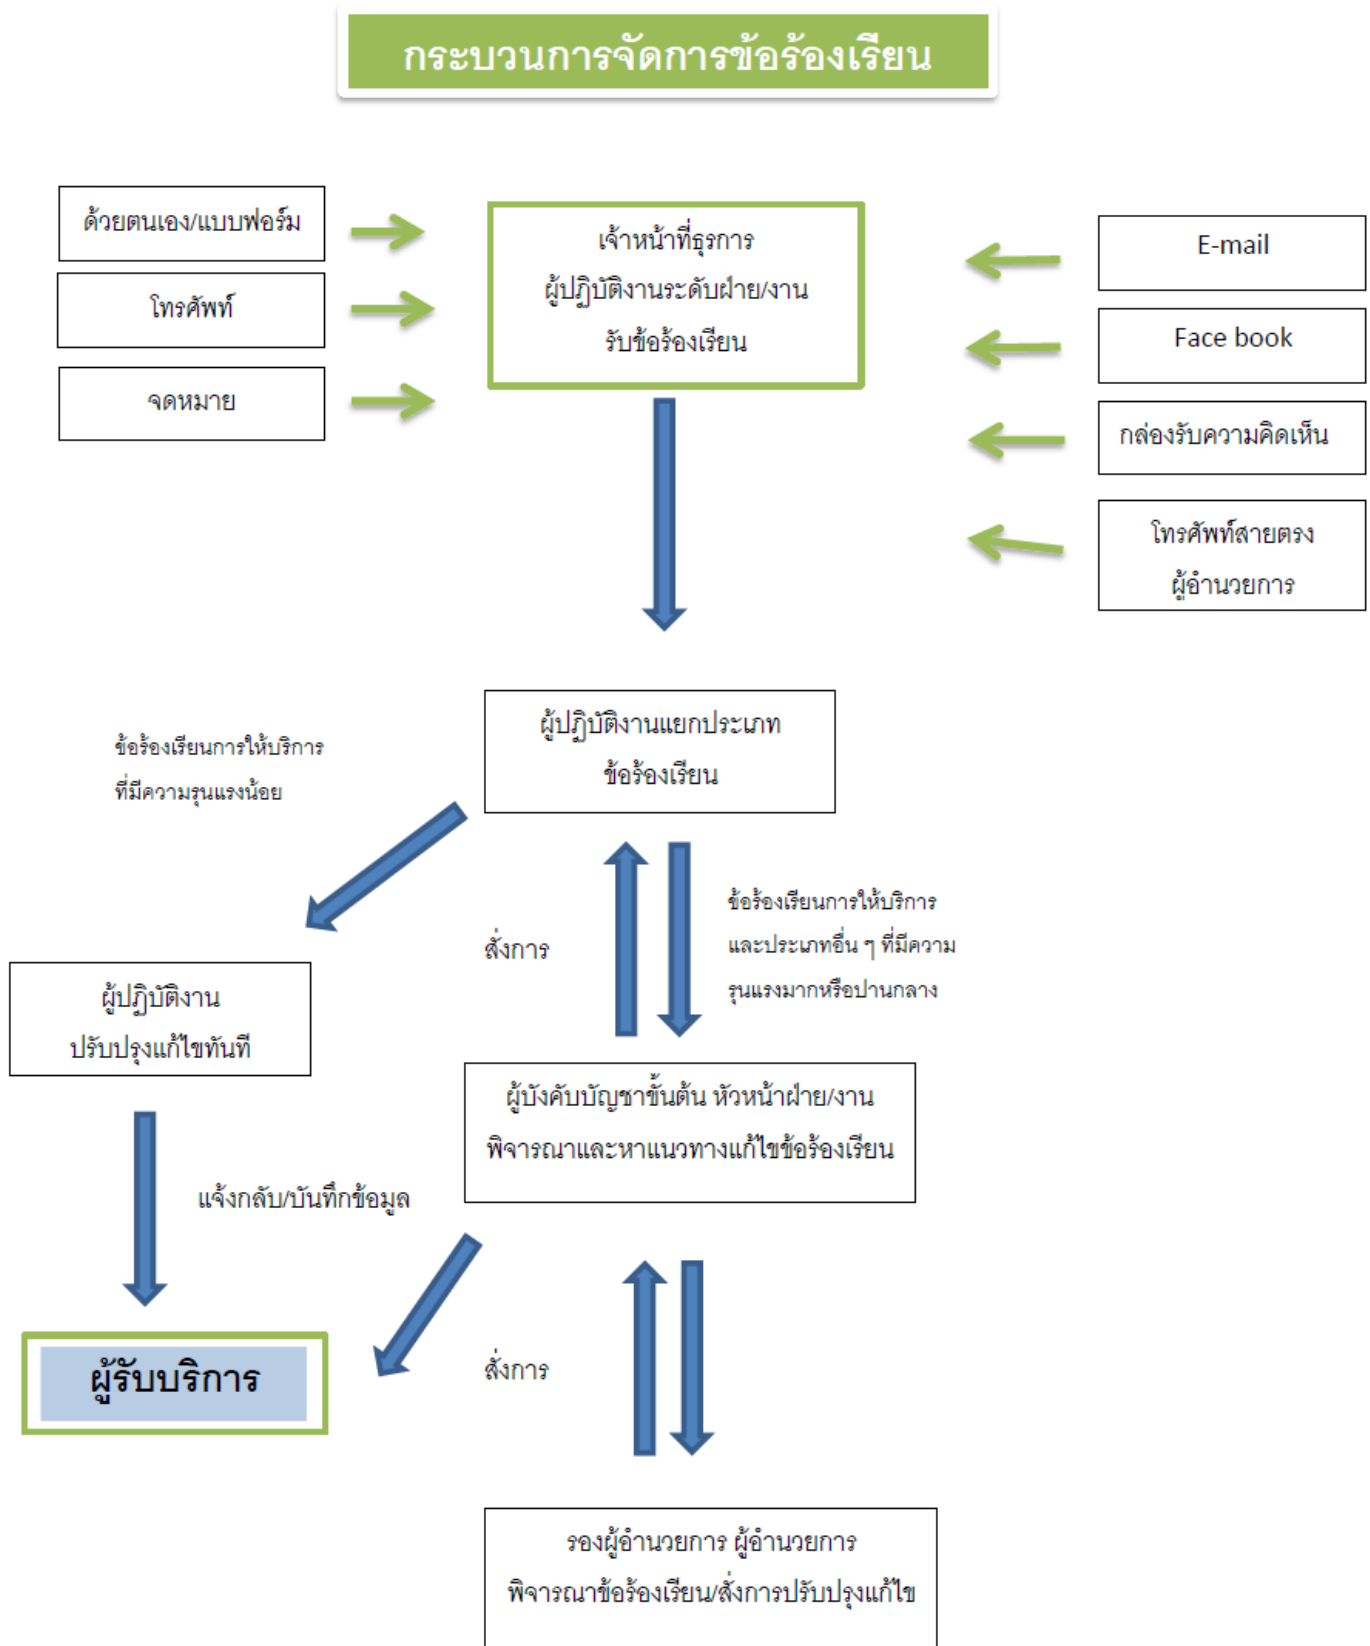 กระบวนการจัดการข้อร้องเรียน
ด้วยตนเอง/แบบฟอร์ม
โทรศัพท์
จดหมาย
เจ้าหน้าที่ธุรการ
ผู้ปฏิบัติงานระดับฝ่าย/งาน
รับข้อร้องเรียน
E-mail
Face book
กล่องรับความคิดเห็น
โทรศัพท์สายตรง
ผู้อำนวยการ
ผู้ปฏิบัติงานแยกประเภท
ข้อร้องเรียน
ข้อร้องเรียนการให้บริการ
ที่มีความรุนแรงน้อย
สั่งการ
ข้อร้องเรียนการให้บริการ
และประเภทอื่น ๆ ที่มีความ
รุนแรงมากหรือปานกลาง
ผู้ปฏิบัติงาน
ปรับปรุงแก้ไขทันที
ผู้บังคับบัญชาขั้นต้น หัวหน้าฝ่าย/งาน
พิจารณาและหาแนวทางแก้ไขข้อร้องเรียน
แจ้งกลับ/บันทึกข้อมูล
ผู้รับบริการ
สั่งการ
รองผู้อำนวยการ ผู้อำนวยการ
พิจารณาข้อร้องเรียน/สั่งการปรับปรุงแก้ไข